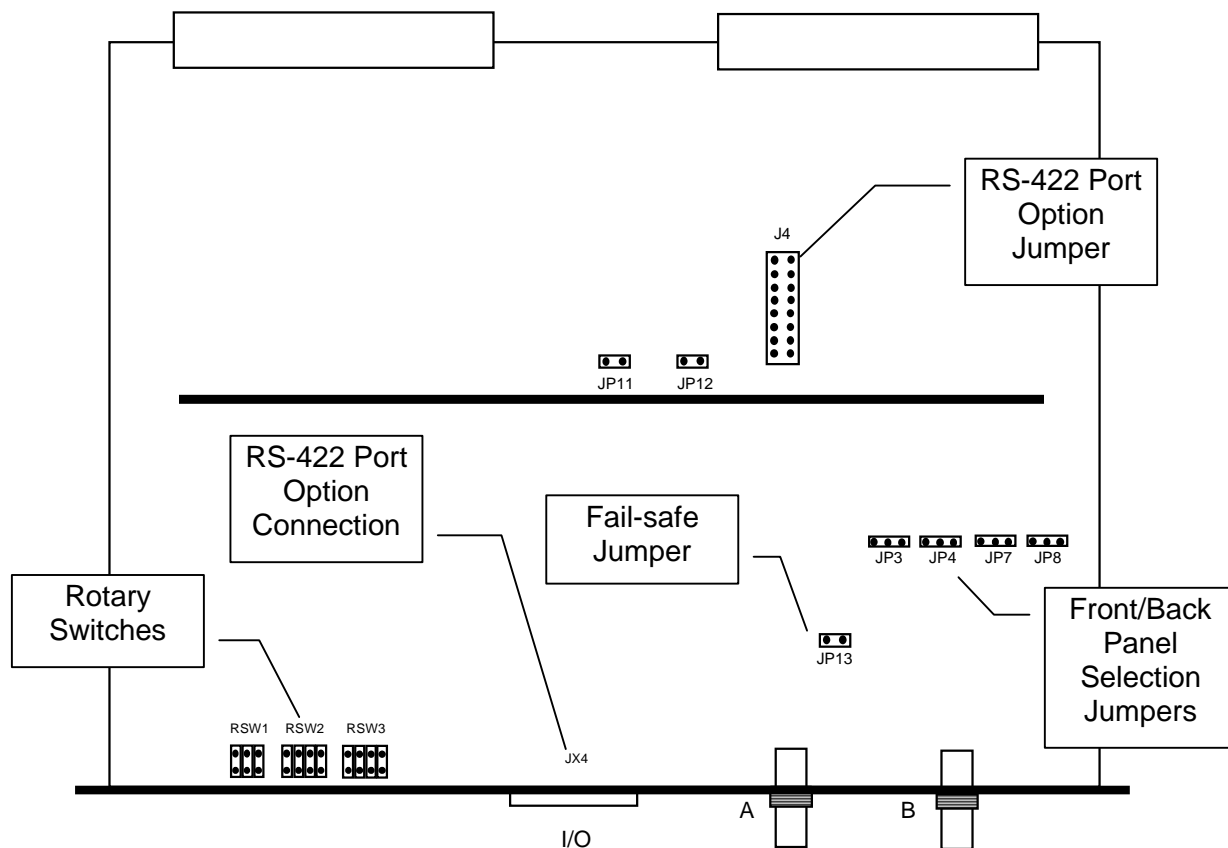 RS-422 Port
Option
Jumper
J4
JP11
JP12
RS-422 Port
Option
Connection
Fail-safe
Jumper
JP3
JP4
JP7
JP8
Rotary
Switches
Front/Back
Panel
Selection
Jumpers
JP13
RSW1
RSW2
RSW3
JX4
A
B
I/O